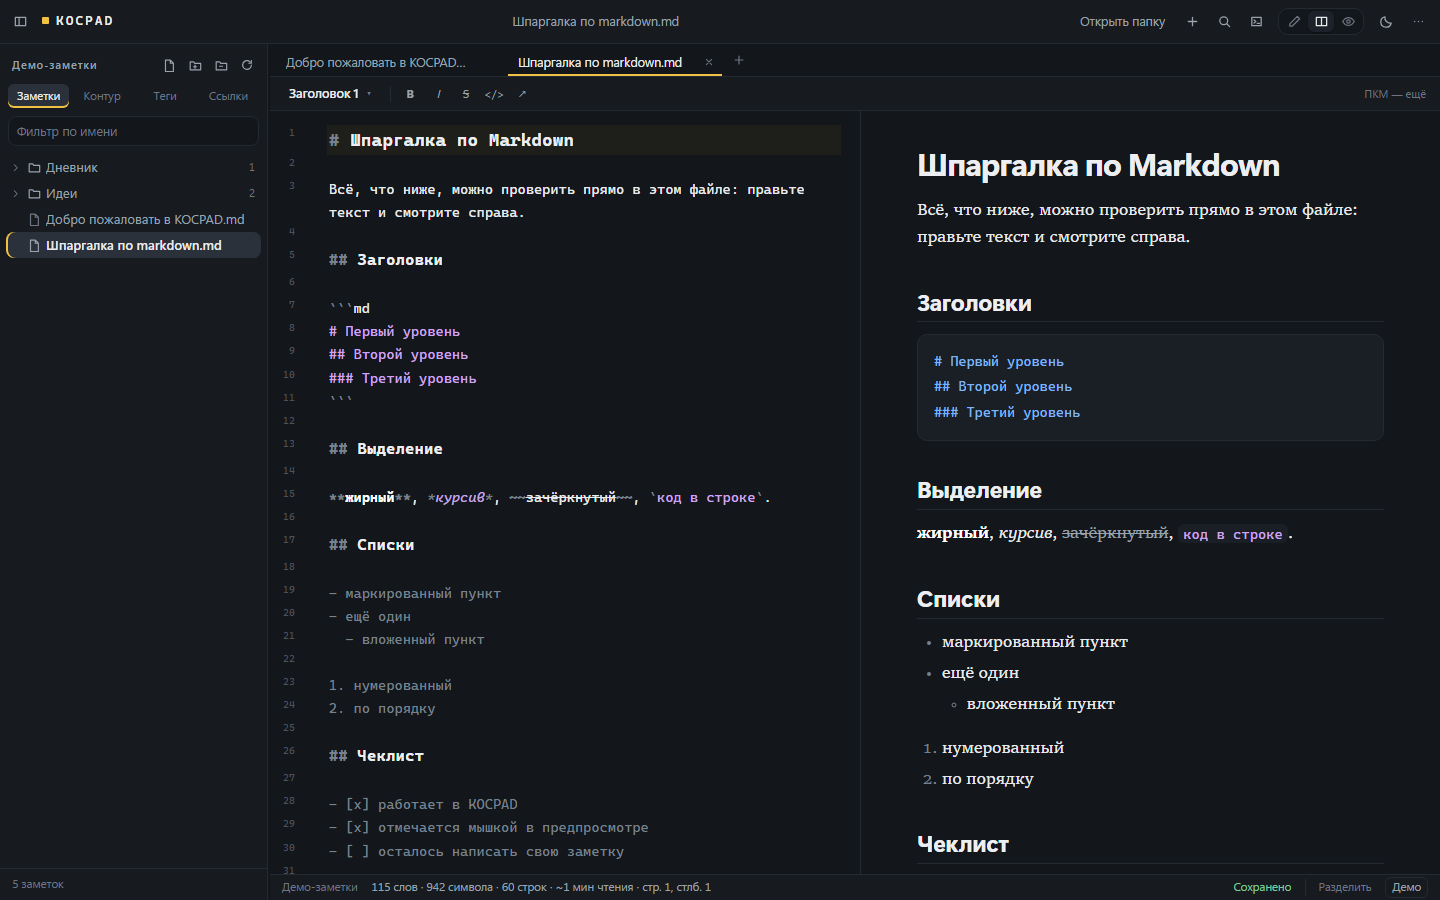 КОСРАД
Шпаргалка по markdown.md
Открыть папку
Демо-заметки
Заметки
Контур
Теги
Ссылки
Фильтр по имени
Дневник 1
Идеи 2
Добро пожаловать в КОСРАД.md
Шпаргалка по markdown.md
5 заметок
Добро пожаловать в КОСРАД...
Шпаргалка по markdown.md × +
Заголовок 1
B I S </> ↗
ПКМ — ещё
1 # Шпаргалка по Markdown
2
3 Всё, что ниже, можно проверить прямо в этом файле: правьте
текст и смотрите справа.
4
5 ## Заголовки
6
7 ```md
8 # Первый уровень
9 ## Второй уровень
10 ### Третий уровень
11 ```
12
13 ## Выделение
14
15 **жирный**, *курсив*, ~~зачёркнутый~~, `код в строке`.
16
17 ## Списки
18
19 - маркированный пункт
20 - ещё один
21 - вложенный пункт
22
23 1. нумерованный
24 2. по порядку
25
26 ## Чеклист
27
28 - [x] работает в КОСРАД
29 - [x] отмечается мышкой в предпросмотре
30 - [ ] осталось написать свою заметку
31
Шпаргалка по Markdown
Всё, что ниже, можно проверить прямо в этом файле:
правьте текст и смотрите справа.
Заголовки
# Первый уровень
## Второй уровень
### Третий уровень
Выделение
жирный, курсив, зачёркнутый, код в строке.
Списки
• маркированный пункт
• ещё один
◦ вложенный пункт
1. нумерованный
2. по порядку
Чеклист
Демо-заметки
115 слов · 942 символа · 60 строк · ~1 мин чтения · стр. 1, стлб. 1
Сохранено
Разделить
Демо